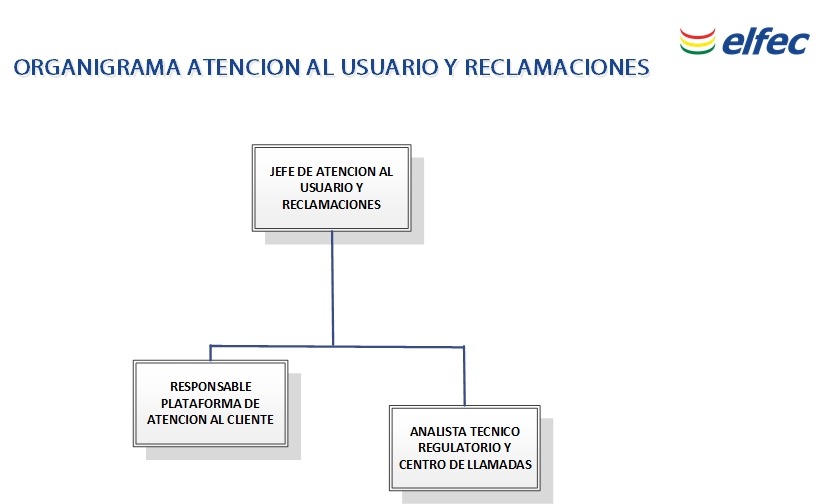 elfec
ORGANIGRAMA ATENCION AL USUARIO Y RECLAMACIONES
JEFE DE ATENCION AL
USUARIO Y
RECLAMACIONES
RESPONSABLE
PLATAFORMA DE
ATENCION AL CLIENTE
ANALISTA TECNICO
REGULATORIO Y
CENTRO DE LLAMADAS